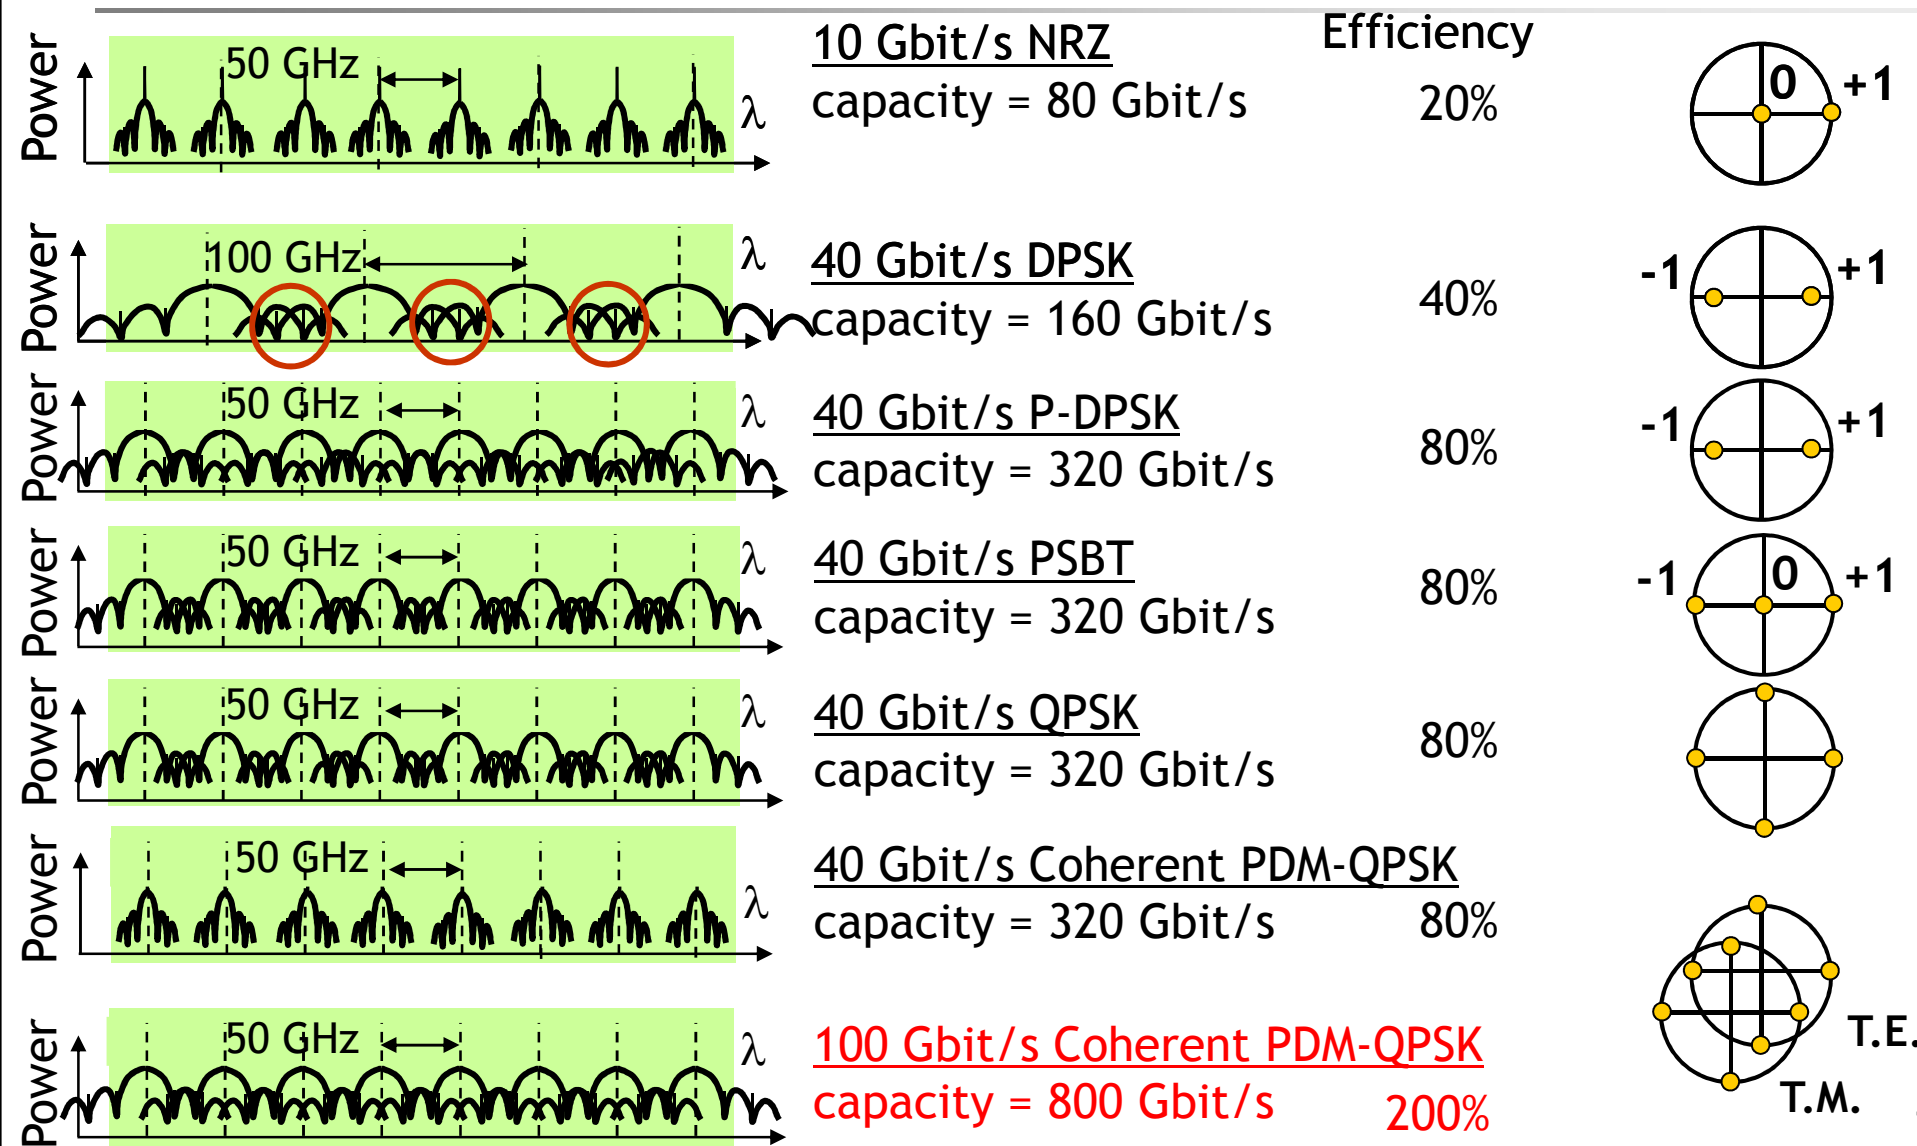 Efficiency
Power
50 GHz
λ
10 Gbit/s NRZ
capacity = 80 Gbit/s
20%
0
+1
Power
100 GHz
λ
40 Gbit/s DPSK
capacity = 160 Gbit/s
40%
-1
+1
Power
50 GHz
λ
40 Gbit/s P-DPSK
capacity = 320 Gbit/s
80%
-1
+1
Power
50 GHz
λ
40 Gbit/s PSBT
capacity = 320 Gbit/s
80%
-1
0
+1
Power
50 GHz
λ
40 Gbit/s QPSK
capacity = 320 Gbit/s
80%
Power
50 GHz
λ
40 Gbit/s Coherent PDM-QPSK
capacity = 320 Gbit/s
80%
Power
50 GHz
λ
100 Gbit/s Coherent PDM-QPSK
capacity = 800 Gbit/s
200%
T.E.
T.M.